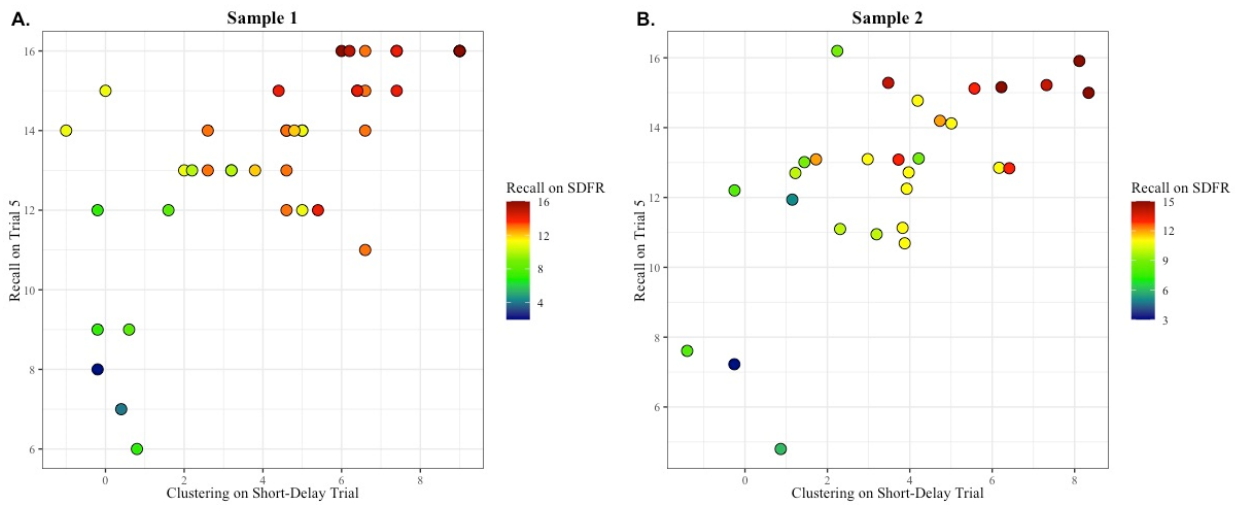 A.
Sample 1
Recall on Trial 5
16
14
12
10
8
6
0 2 4 6 8
Clustering on Short-Delay Trial
Recall on SDFR
16
12
8
4
B.
Sample 2
Recall on Trial 5
16
14
12
10
8
6
0 2 4 6 8
Clustering on Short-Delay Trial
Recall on SDFR
15
12
9
6
3